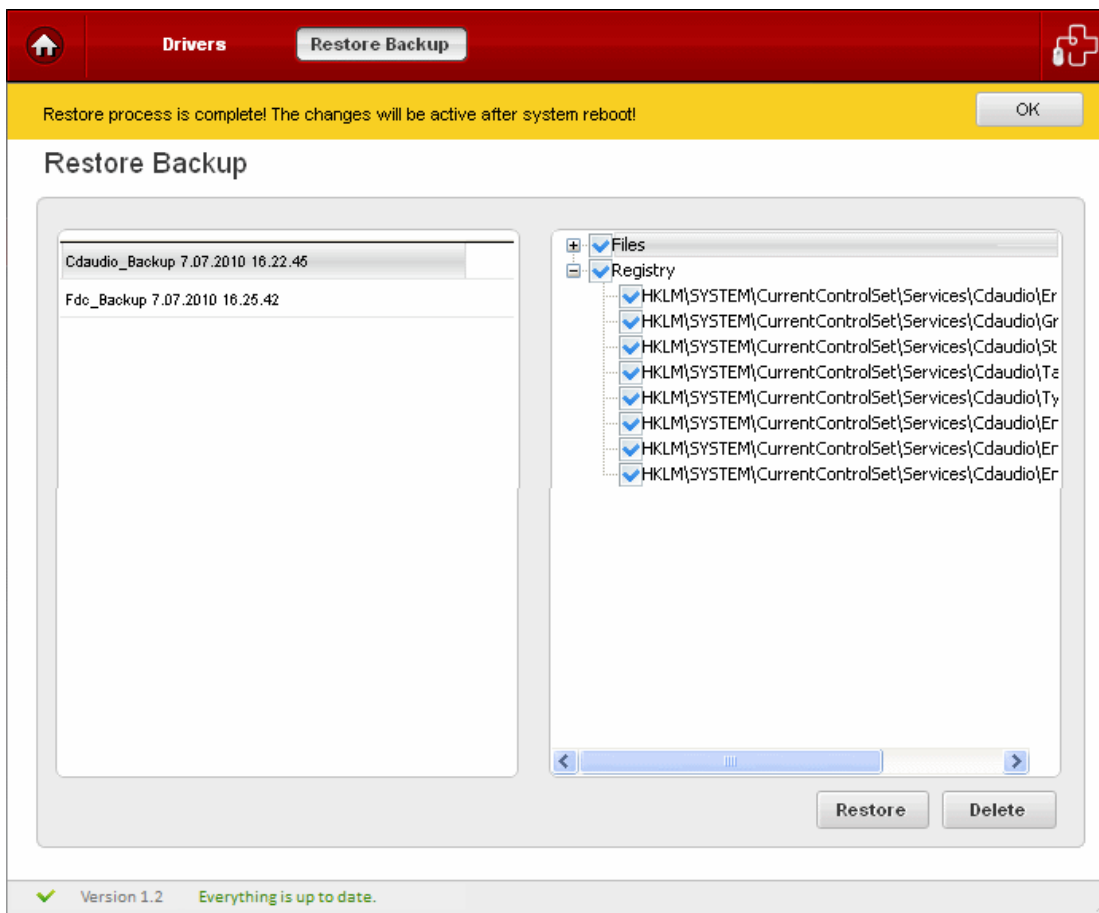 Drivers
Restore Backup
Restore process is complete! The changes will be active after system reboot!
OK
Restore Backup
Cdaudio_Backup 7.07.2010 16.22.45
Fdc_Backup 7.07.2010 16.25.42
Files
Registry
HKLM\SYSTEM\CurrentControlSet\Services\Cdaudio\Er
HKLM\SYSTEM\CurrentControlSet\Services\Cdaudio\Gr
HKLM\SYSTEM\CurrentControlSet\Services\Cdaudio\St
HKLM\SYSTEM\CurrentControlSet\Services\Cdaudio\Ta
HKLM\SYSTEM\CurrentControlSet\Services\Cdaudio\Ty
HKLM\SYSTEM\CurrentControlSet\Services\Cdaudio\Er
HKLM\SYSTEM\CurrentControlSet\Services\Cdaudio\Er
HKLM\SYSTEM\CurrentControlSet\Services\Cdaudio\Er
Restore
Delete
Version 1.2
Everything is up to date.